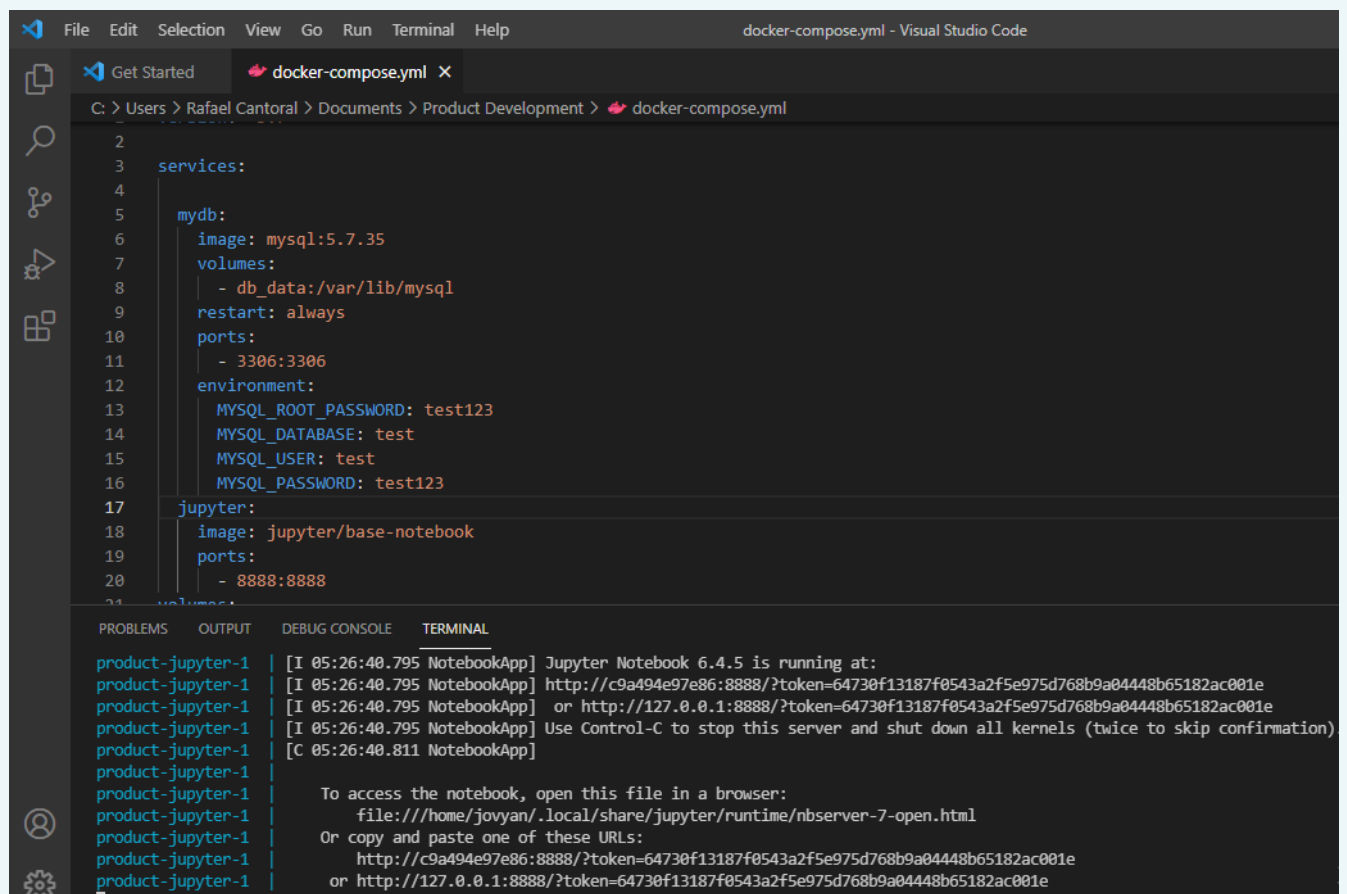 File Edit Selection View Go Run Terminal Help docker-compose.yml - Visual Studio Code
Get Started docker-compose.yml
C: > Users > Rafael Cantoral > Documents > Product Development > docker-compose.yml
2
3 services:
4
5 mydb:
6 image: mysql:5.7.35
7 volumes:
8 - db_data:/var/lib/mysql
9 restart: always
10 ports:
11 - 3306:3306
12 environment:
13 MYSQL_ROOT_PASSWORD: test123
14 MYSQL_DATABASE: test
15 MYSQL_USER: test
16 MYSQL_PASSWORD: test123
17 jupyter:
18 image: jupyter/base-notebook
19 ports:
20 - 8888:8888
21 volumes:
PROBLEMS OUTPUT DEBUG CONSOLE TERMINAL
product-jupyter-1 | [I 05:26:40.795 NotebookApp] Jupyter Notebook 6.4.5 is running at:
product-jupyter-1 | [I 05:26:40.795 NotebookApp] http://c9a494e97e86:8888/?token=64730f13187f0543a2f5e975d768b9a04448b65182ac001e
product-jupyter-1 | [I 05:26:40.795 NotebookApp] or http://127.0.0.1:8888/?token=64730f13187f0543a2f5e975d768b9a04448b65182ac001e
product-jupyter-1 | [I 05:26:40.795 NotebookApp] Use Control-C to stop this server and shut down all kernels (twice to skip confirmation).
product-jupyter-1 | [C 05:26:40.811 NotebookApp]
product-jupyter-1 |
product-jupyter-1 | To access the notebook, open this file in a browser:
product-jupyter-1 | file:///home/jovyan/.local/share/jupyter/runtime/nbserver-7-open.html
product-jupyter-1 | Or copy and paste one of these URLs:
product-jupyter-1 | http://c9a494e97e86:8888/?token=64730f13187f0543a2f5e975d768b9a04448b65182ac001e
product-jupyter-1 | or http://127.0.0.1:8888/?token=64730f13187f0543a2f5e975d768b9a04448b65182ac001e